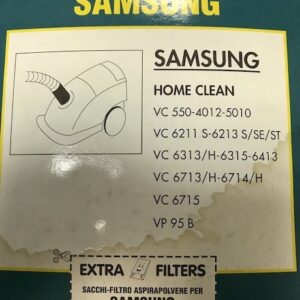 SAMSUNG
SAMSUNG
HOME CLEAN
VC 550-4012-5010
VC 6211 S-6213 S/SE/ST
VC 6313/H-6315-6413
VC 6713/H-6714/H
VC 6715
VP 95 B
EXTRA FILTERS
SACCHI-FILTRO ASPIRAPOLVERE PER
SAMSUNG